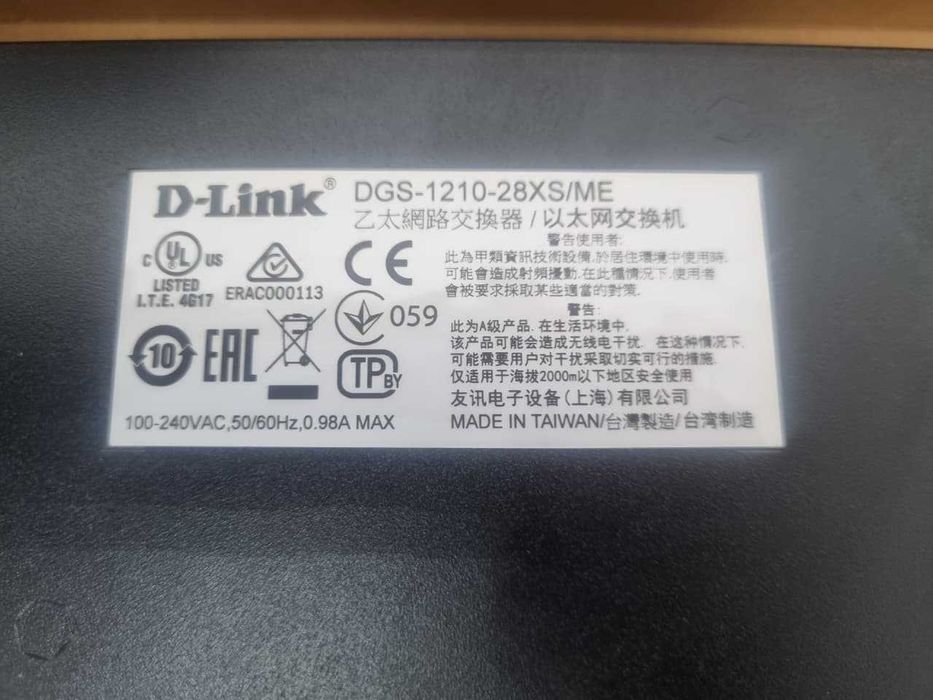 D-Link®
DGS-1210-28XS/ME
乙太網路交換器 / 以太网交换机
C UL US
LISTED
I.T.E. 4G17
ERAC000113
CE
警告使用者:
此為甲類資訊技術設備,於居住環境中使用時,
可能會造成射頻擾動,在此種情況下,使用者
會被要求採取某些適當的對策.
059
警告:
此为A级产品. 在生活环境中,
该产品可能会造成无线电干扰. 在这种情况下,
可能需要用户对干扰采取切实可行的措施.
仅适用于海拔2000m以下地区安全使用
10
EAC
TP BY
友讯电子设备(上海)有限公司
100-240VAC,50/60Hz,0.98A MAX
MADE IN TAIWAN/台灣製造/台湾制造